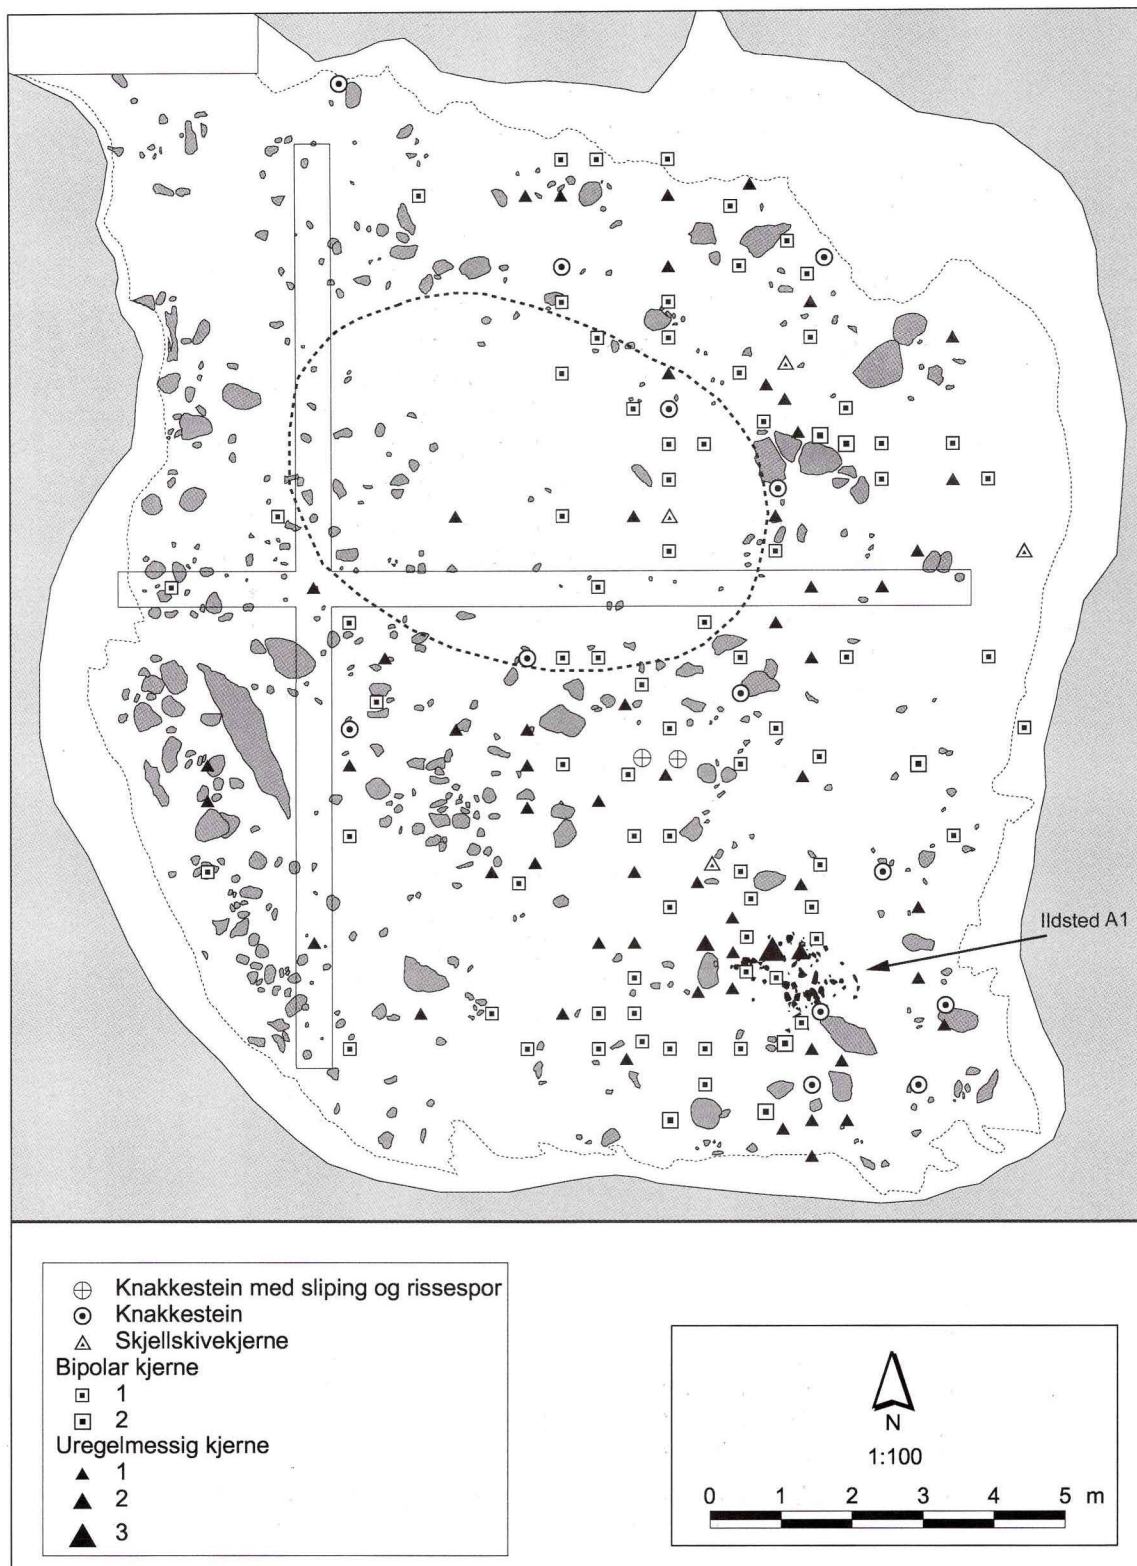 Ildsted A1
Knakkestein med sliping og rissespor
Knakkestein
Skjellskivekjerne
Bipolar kjerne
1
2
Uregelmessig kjerne
1
2
3
N
1:100
0 1 2 3 4 5 m